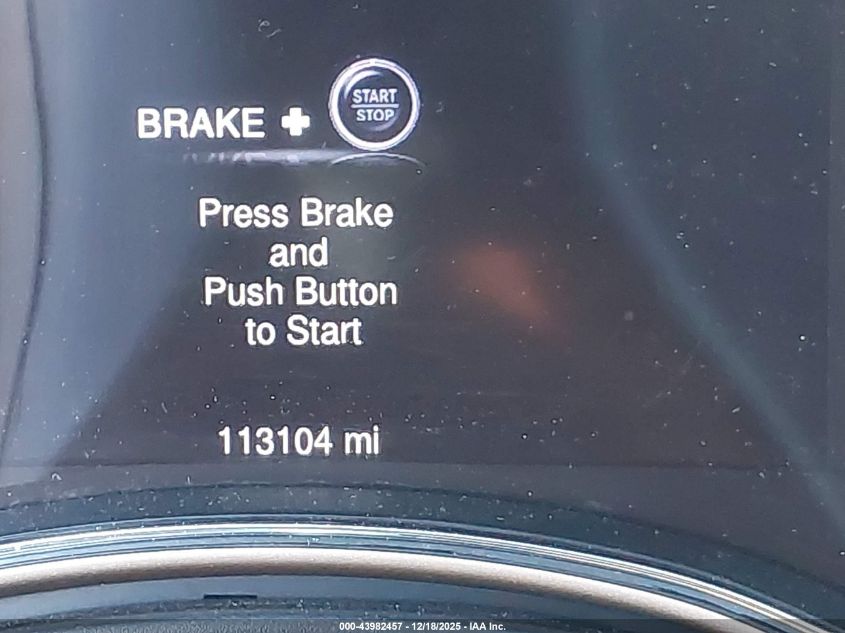 BRAKE + START
STOP
Press Brake
and
Push Button
to Start
113104 mi
000-43982457 - 12/18/2025 - IAA Inc.